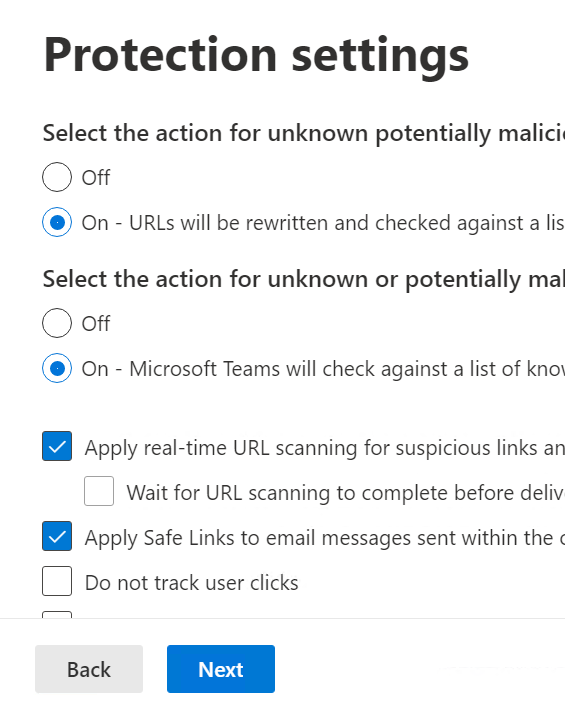 Protection settings
Select the action for unknown potentially malici
Off
On - URLs will be rewritten and checked against a lis
Select the action for unknown or potentially mal
Off
On - Microsoft Teams will check against a list of know
Apply real-time URL scanning for suspicious links an
Wait for URL scanning to complete before delive
Apply Safe Links to email messages sent within the o
Do not track user clicks
Back Next